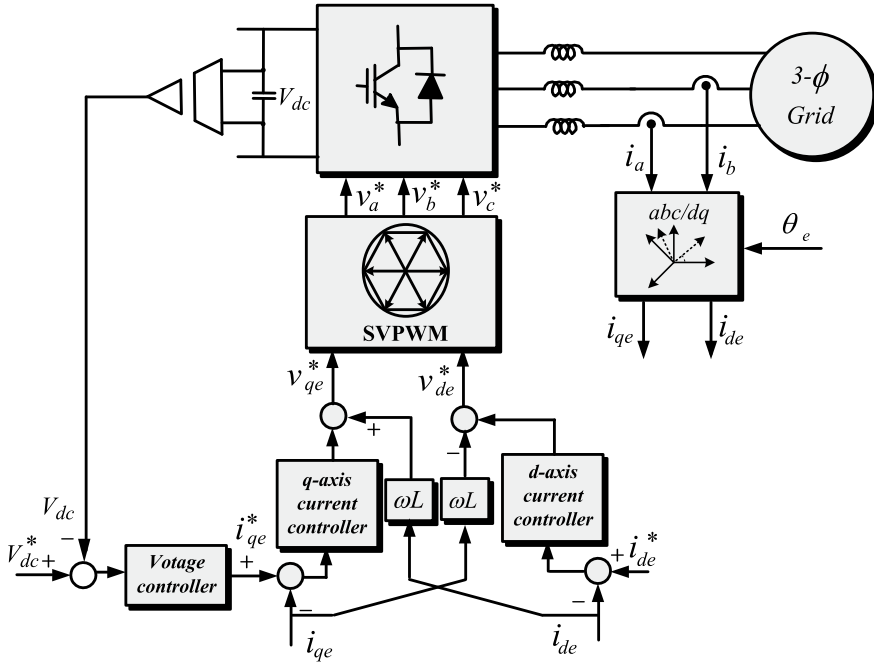 V_dc
3-ϕ
Grid
i_a
i_b
v_a^*
v_b^*
v_c^*
abc/dq
θ_e
SVPWM
i_qe
i_de
v_qe^*
v_de^*
+
−
q-axis
current
controller
ωL
ωL
d-axis
current
controller
V_dc
−
V_dc^*
+
Votage
controller
i_qe^*
+
−
+
i_de^*
−
i_qe
i_de